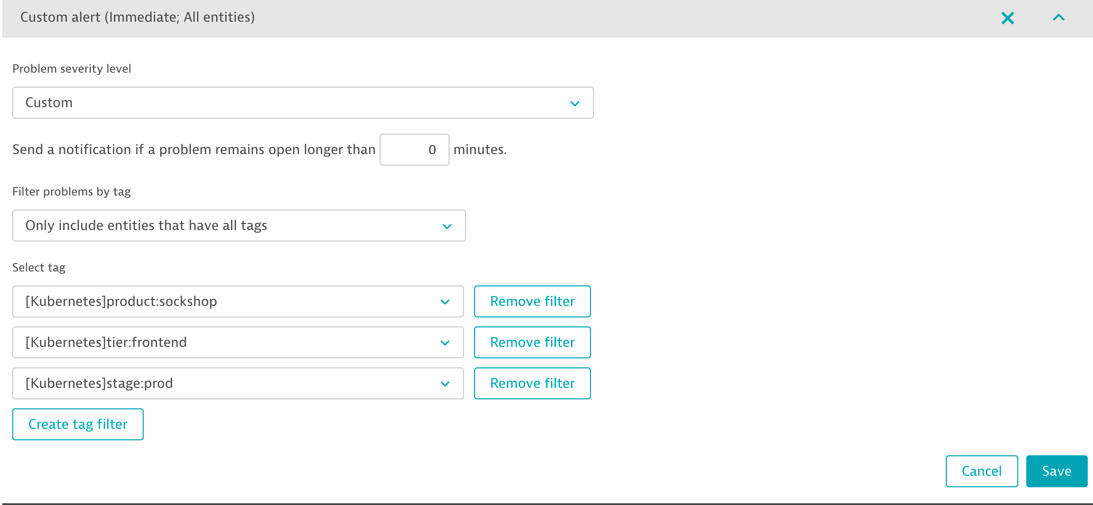 Custom alert (Immediate; All entities)
Problem severity level
Custom
Send a notification if a problem remains open longer than 0 minutes.
Filter problems by tag
Only include entities that have all tags
Select tag
[Kubernetes]product:sockshop Remove filter
[Kubernetes]tier:frontend Remove filter
[Kubernetes]stage:prod Remove filter
Create tag filter
Cancel Save